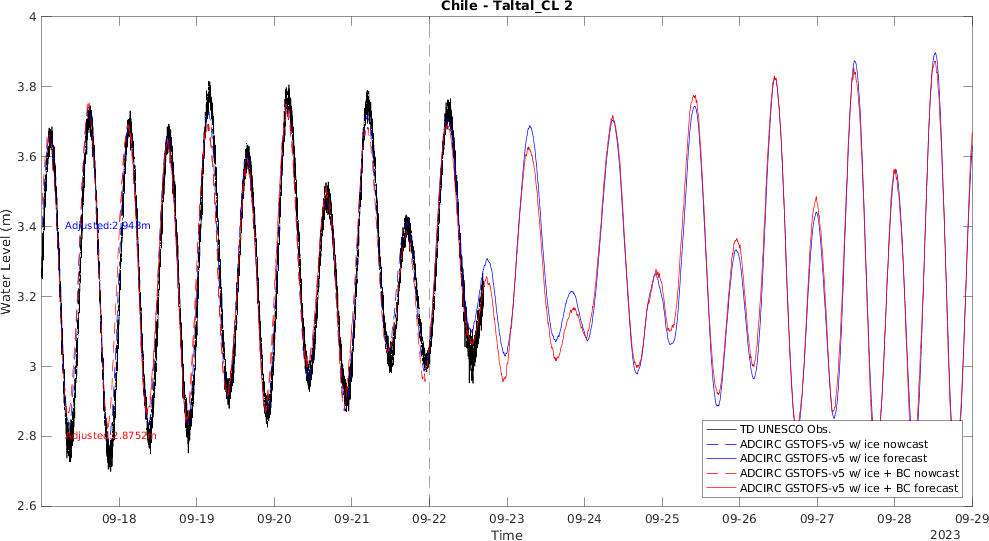 Chile - Taltal_CL 2
4
3.8
3.6
3.4
3.2
3
2.8
2.6
Water Level (m)
Adjusted:2.948m
Adjusted:2.8752m
TD UNESCO Obs.
ADCIRC GSTOFS-v5 w/ ice nowcast
ADCIRC GSTOFS-v5 w/ ice forecast
ADCIRC GSTOFS-v5 w/ ice + BC nowcast
ADCIRC GSTOFS-v5 w/ ice + BC forecast
09-18 09-19 09-20 09-21 09-22 09-23 09-24 09-25 09-26 09-27 09-28 09-29
Time
2023